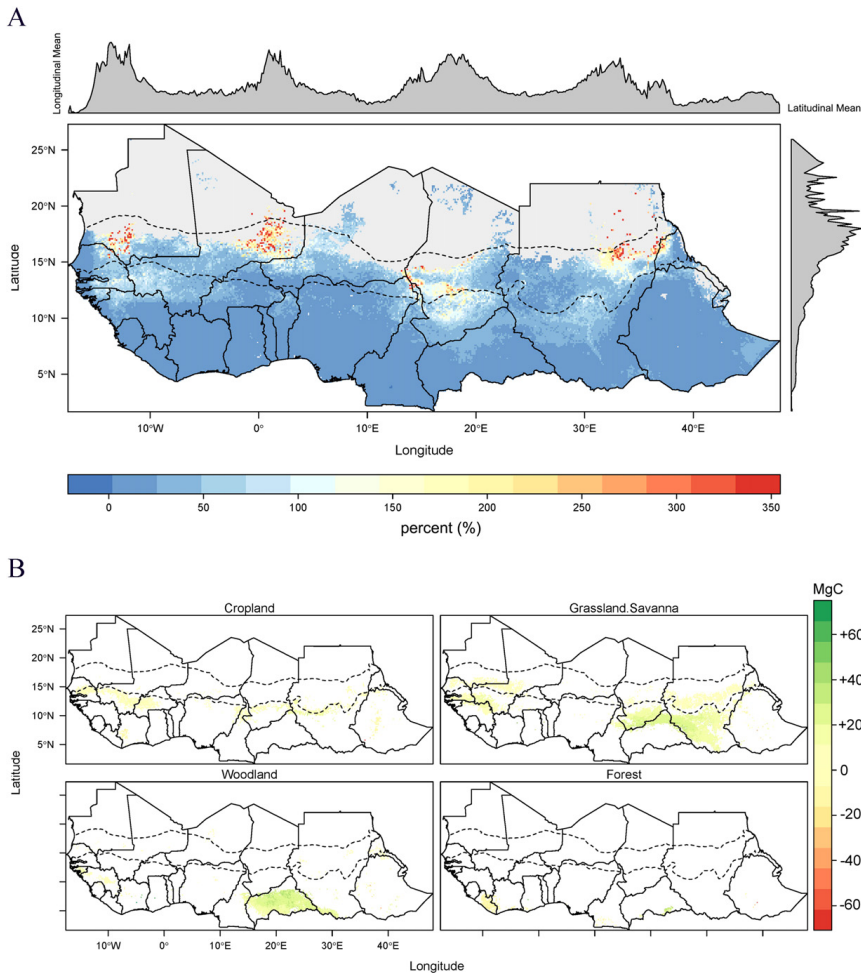 A
Longitudinal Mean
Latitudinal Mean
25°N
20°N
15°N
10°N
5°N
Latitude
10°W 0° 10°E 20°E 30°E 40°E
Longitude
0 50 100 150 200 250 300 350
percent (%)
B
MgC
Cropland Grassland.Savanna
25°N
20°N
15°N
10°N
5°N
+60
+40
+20
0
-20
-40
-60
Latitude
Woodland Forest
10°W 0° 10°E 20°E 30°E 40°E
Longitude